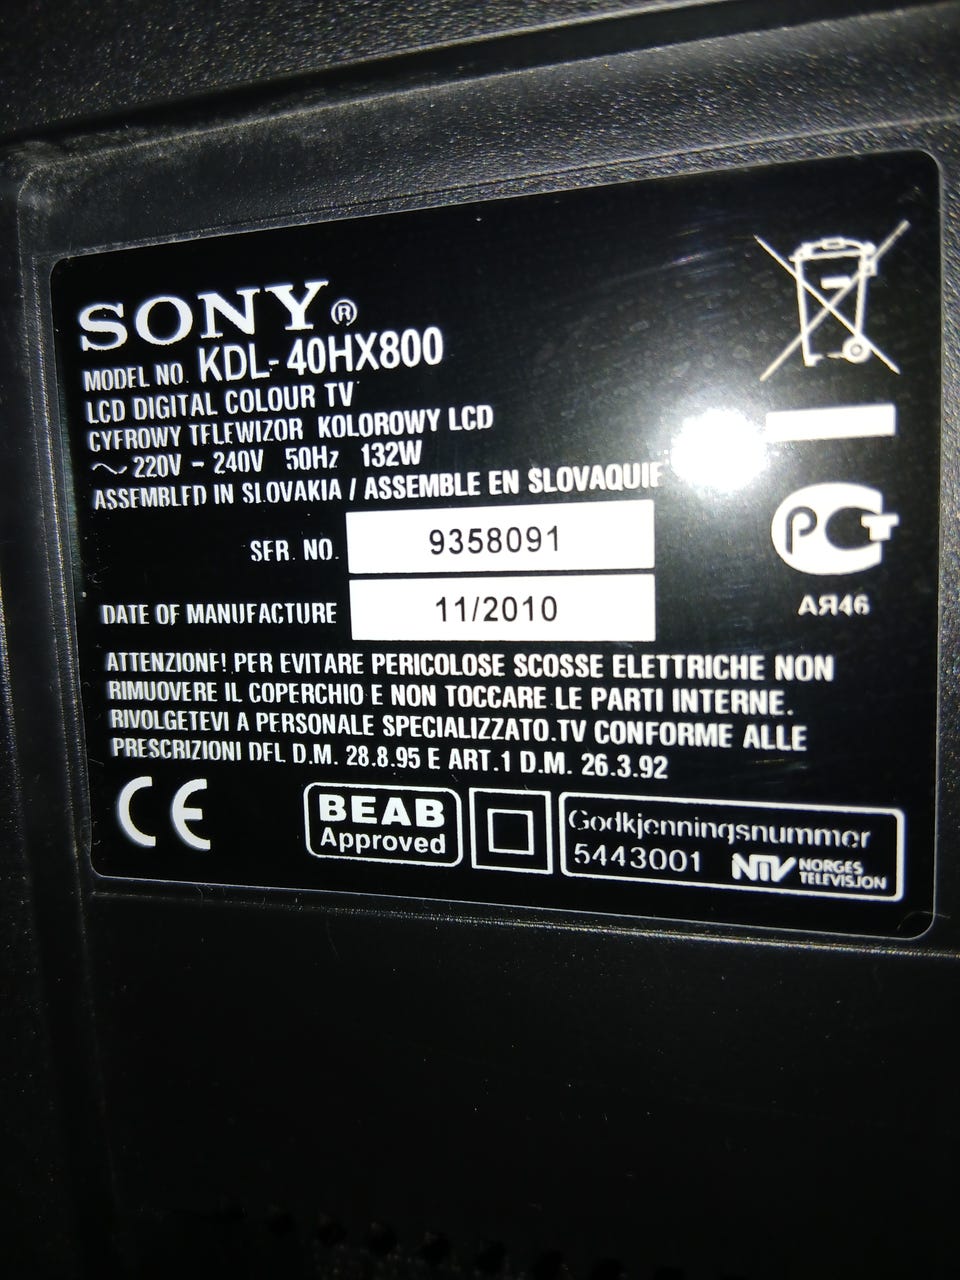 SONY®
MODEL NO. KDL-40HX800
LCD DIGITAL COLOUR TV
CYFROWY TELEWIZOR KOLOROWY LCD
~ 220V - 240V 50Hz 132W
ASSEMBLED IN SLOVAKIA / ASSEMBLE EN SLOVAQUIE
SER. NO. 9358091
DATE OF MANUFACTURE 11/2010
PCT
АЯ46
ATTENZIONE! PER EVITARE PERICOLOSE SCOSSE ELETTRICHE NON
RIMUOVERE IL COPERCHIO E NON TOCCARE LE PARTI INTERNE.
RIVOLGETEVI A PERSONALE SPECIALIZZATO.TV CONFORME ALLE
PRESCRIZIONI DEL D.M. 28.8.95 E ART.1 D.M. 26.3.92
CE
BEAB
Approved
Godkjenningsnummer
5443001 NTV NORGES
TELEVISJON